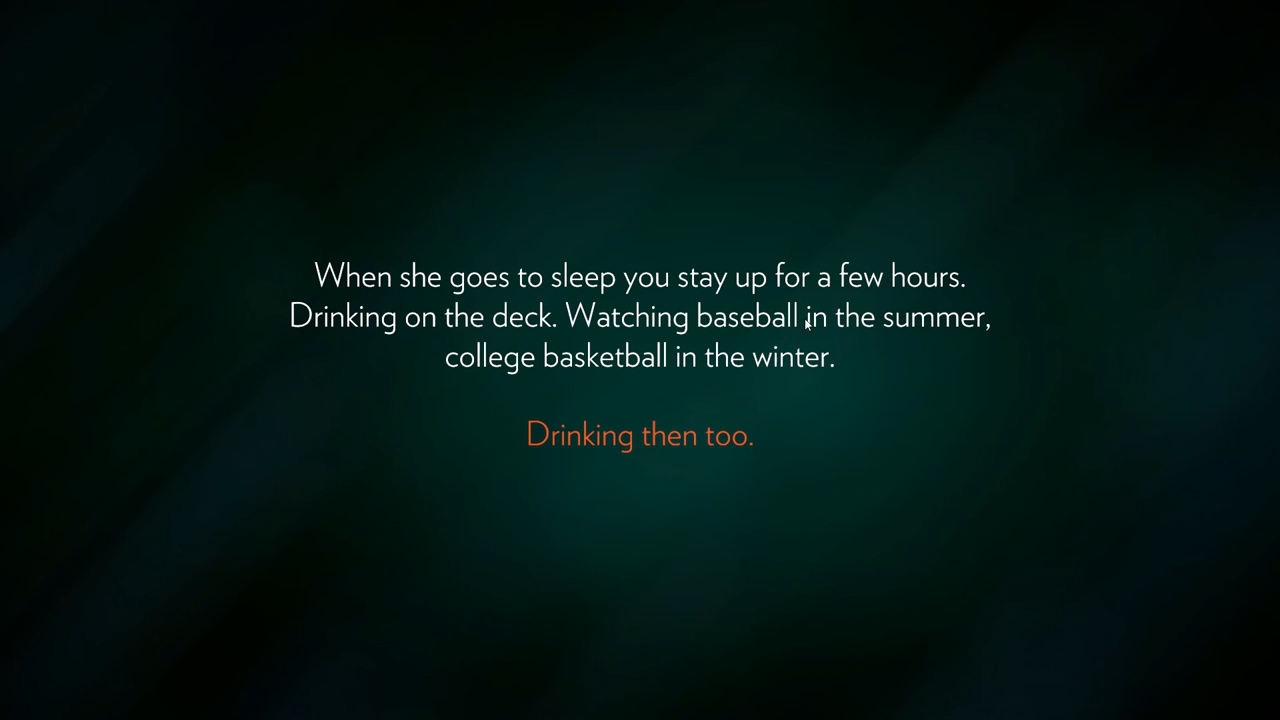 When she goes to sleep you stay up for a few hours.
Drinking on the deck. Watching baseball in the summer,
college basketball in the winter.
Drinking then too.